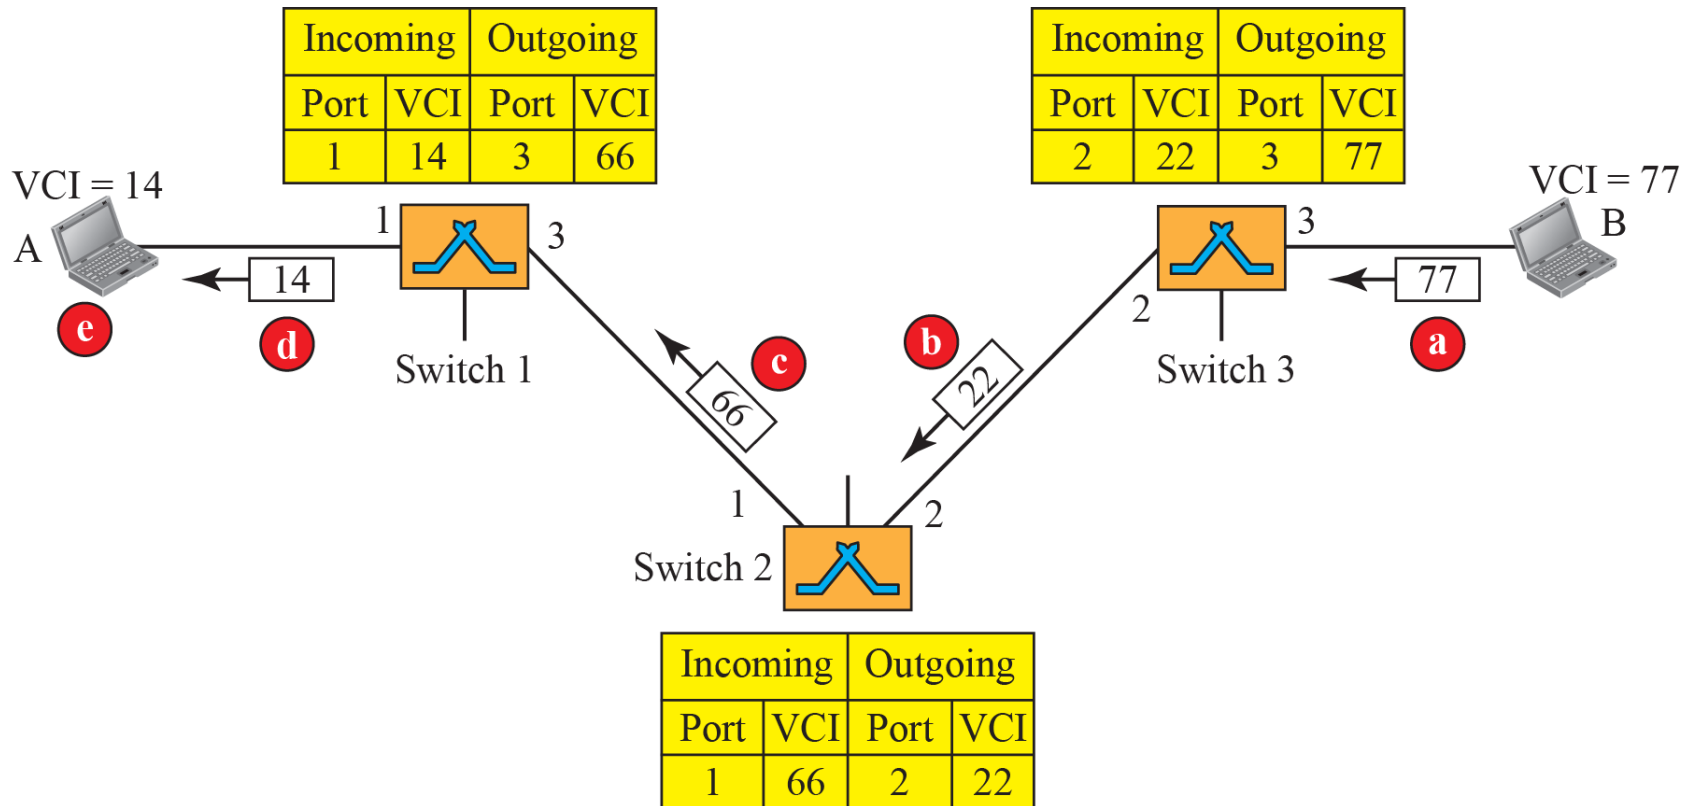 Incoming Outgoing
Port VCI Port VCI
1 14 3 66
Incoming Outgoing
Port VCI Port VCI
2 22 3 77
VCI = 14
VCI = 77
A
1
3
3
B
14
2
77
e
d
Switch 1
c
66
b
22
Switch 3
a
1
2
Switch 2
Incoming Outgoing
Port VCI Port VCI
1 66 2 22